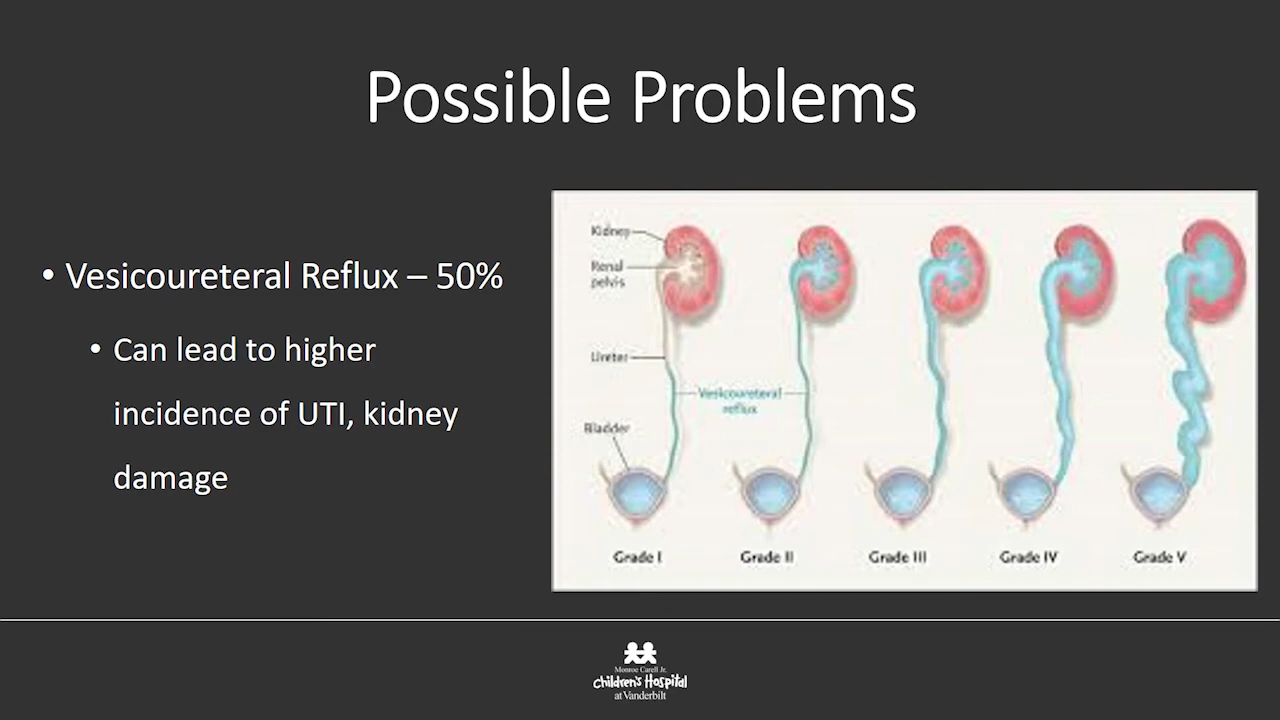 Possible Problems
• Vesicoureteral Reflux – 50%
• Can lead to higher
incidence of UTI, kidney
damage
Kidney
Renal
pelvis
Ureter
Vesicoureteral
reflux
Bladder
Grade I
Grade II
Grade III
Grade IV
Grade V
Monroe Carell Jr.
Children's Hospital
at Vanderbilt